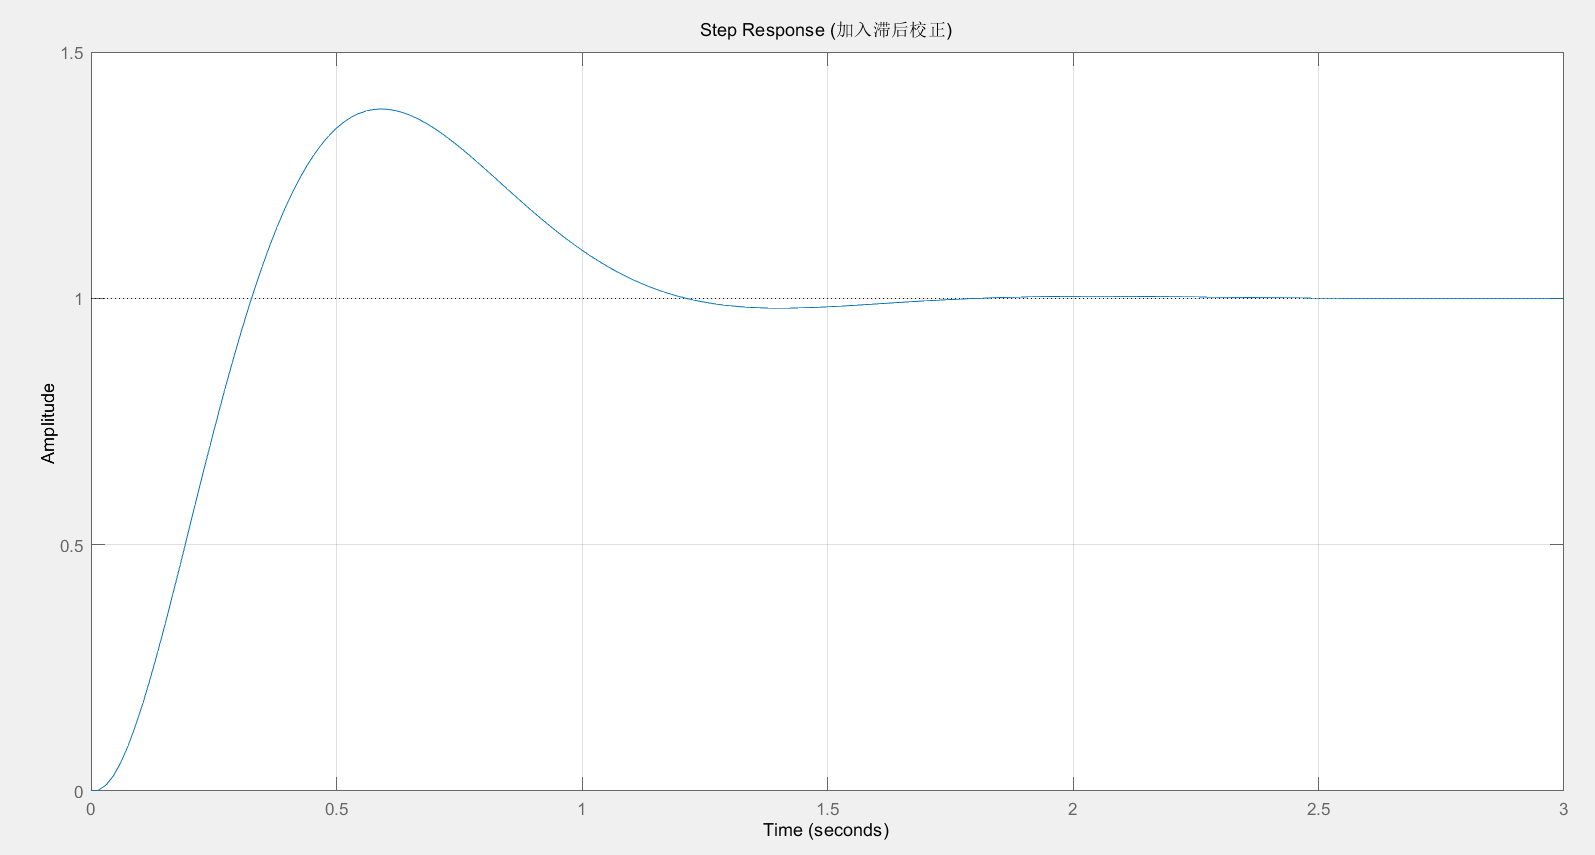 Step Response (加入滞后校正)
1.5
1
0.5
0
Amplitude
0 0.5 1 1.5 2 2.5 3
Time (seconds)